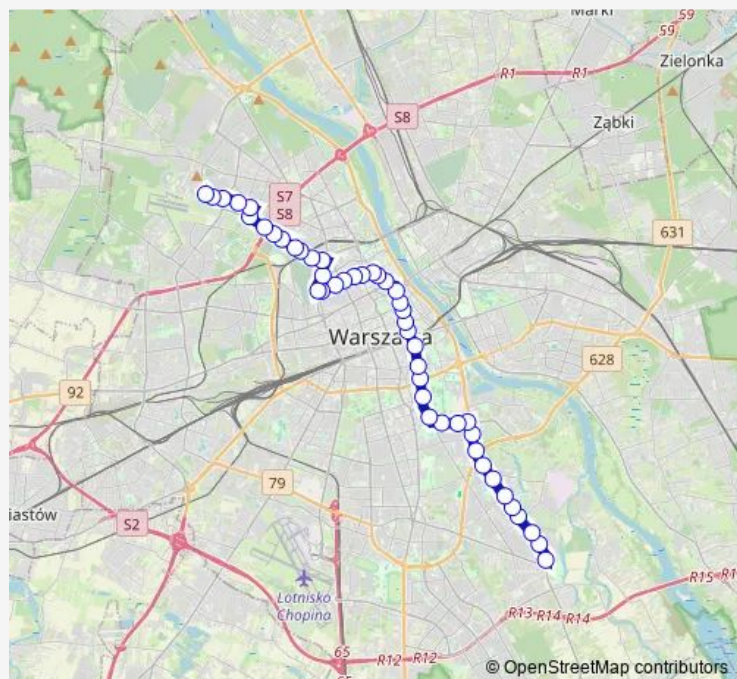 Marki
S9
S9
Zielonka
R1
R1
S8
Ząbki
S7
S8
631
Warszawa
628
92
79
iastów
S2
Lotnisko
Chopina
R15
R13
R14
R14
R12
R12
65
© OpenStreetMap contributors